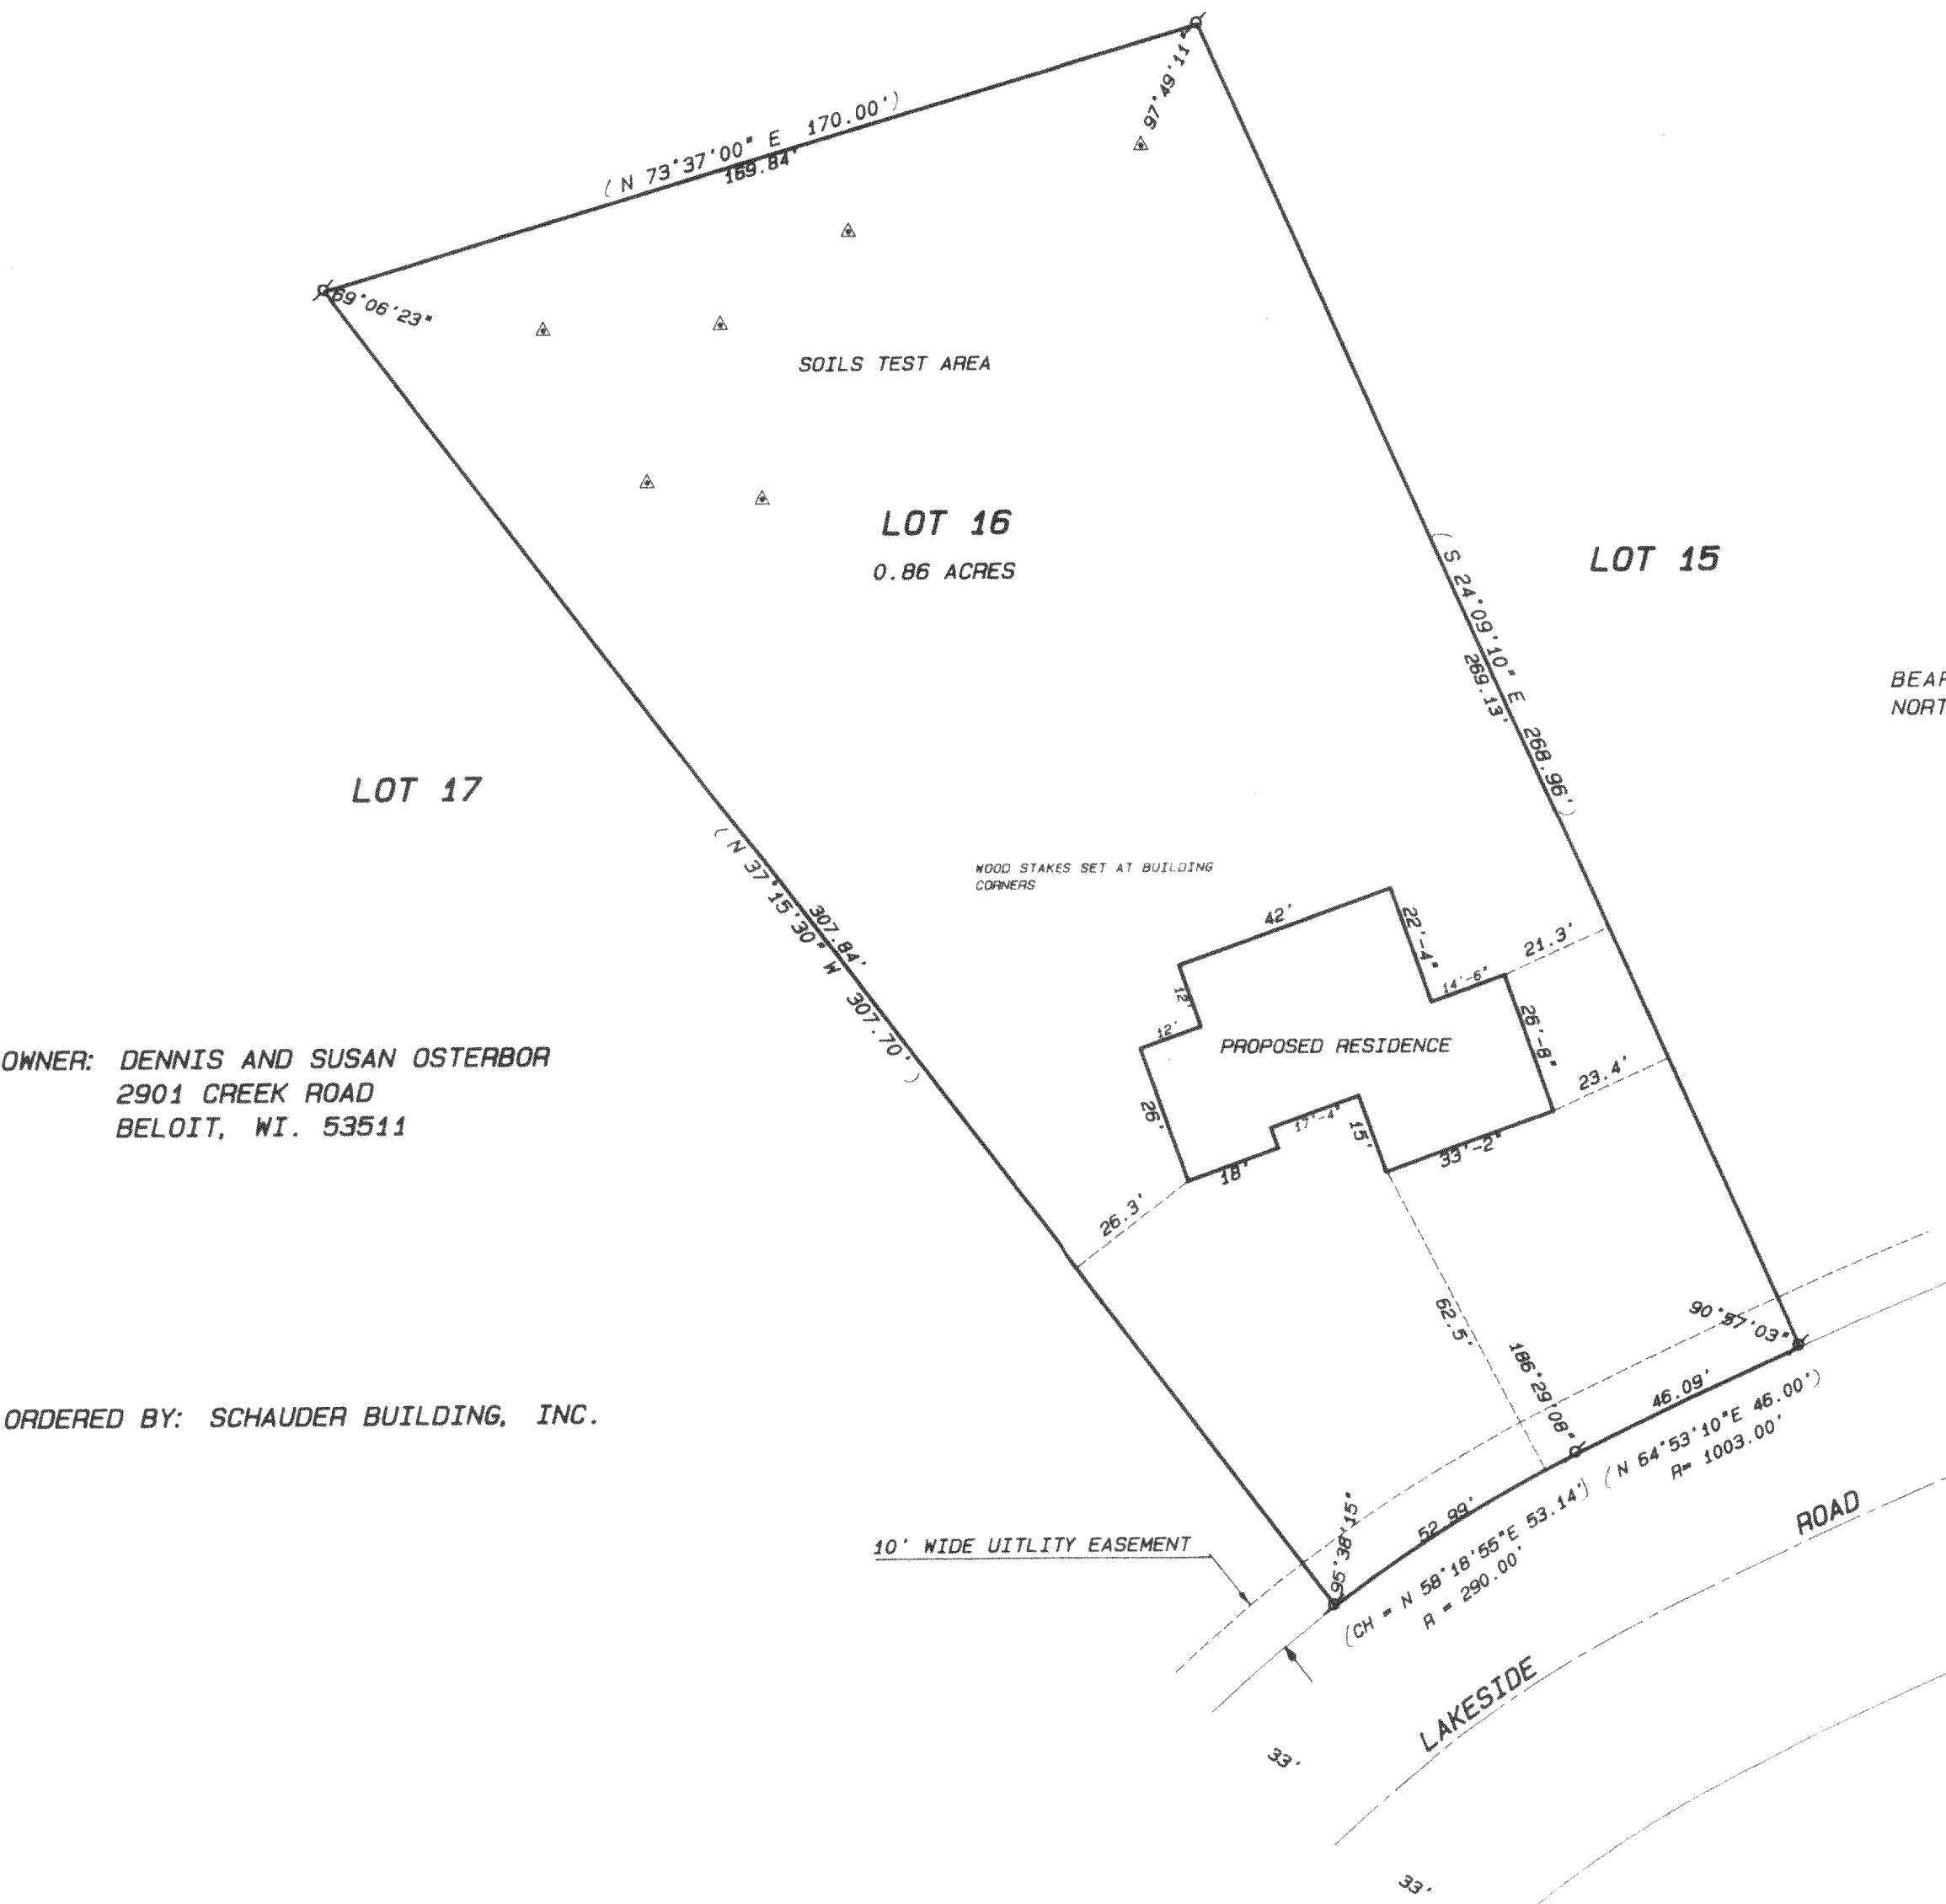 ( N 73°37'00" E 170.00')
169.84'
97°49'11"
69°06'23"
SOILS TEST AREA
LOT 16
0.86 ACRES
LOT 15
( S 24°09'10" E 268.96')
269.13'
LOT 17
( N 37°15'30" W 307.70' )
307.84'
WOOD STAKES SET AT BUILDING
CORNERS
42'
22'-4"
14'-6"
21.3'
12'
12'
PROPOSED RESIDENCE
26'-8"
23.4'
26'
17'-4"
15'
18'
33'-2"
26.3'
62.5'
OWNER: DENNIS AND SUSAN OSTERBOR
2901 CREEK ROAD
BELOIT, WI. 53511
ORDERED BY: SCHAUDER BUILDING, INC.
90°57'03"
186°29'08"
46.09'
( N 64°53'10"E 46.00')
R= 1003.00'
52.99'
95°38'15"
(CH = N 58°18'55"E 53.14')
R = 290.00'
10' WIDE UITLITY EASEMENT
LAKESIDE ROAD
33'
33'